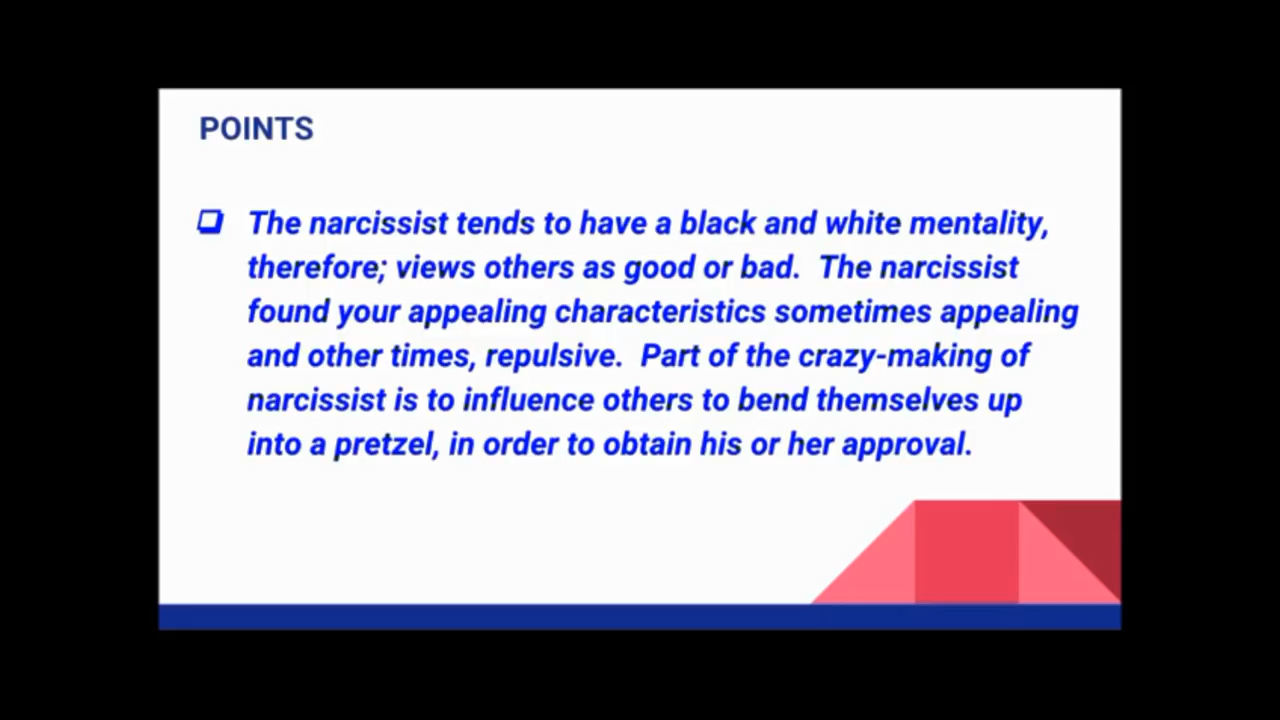 POINTS
The narcissist tends to have a black and white mentality,
therefore; views others as good or bad.  The narcissist
found your appealing characteristics sometimes appealing
and other times, repulsive.  Part of the crazy-making of
narcissist is to influence others to bend themselves up
into a pretzel, in order to obtain his or her approval.